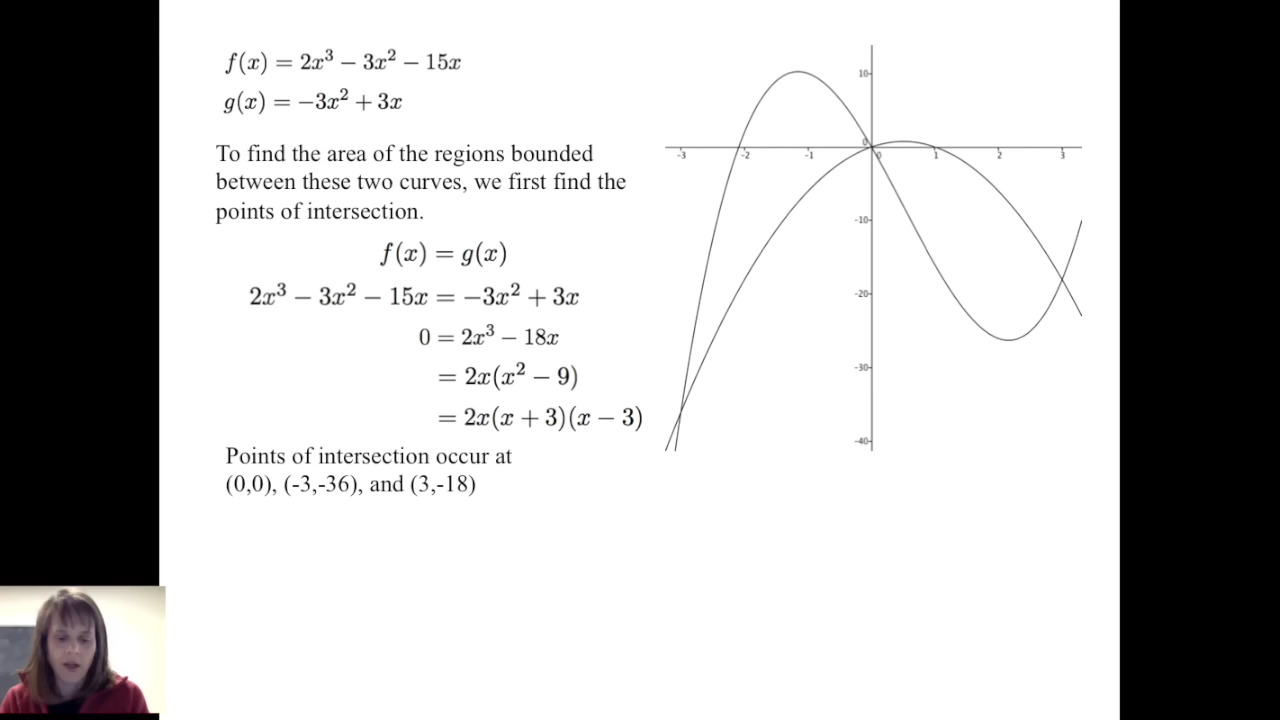 f(x) = 2x³ − 3x² − 15x
g(x) = −3x² + 3x
To find the area of the regions bounded
between these two curves, we first find the
points of intersection.
f(x) = g(x)
2x³ − 3x² − 15x = −3x² + 3x
0 = 2x³ − 18x
= 2x(x² − 9)
= 2x(x + 3)(x − 3)
Points of intersection occur at
(0,0), (-3,-36), and (3,-18)
10
0
-3 -2 -1 0 1 2 3
-10
-20
-30
-40